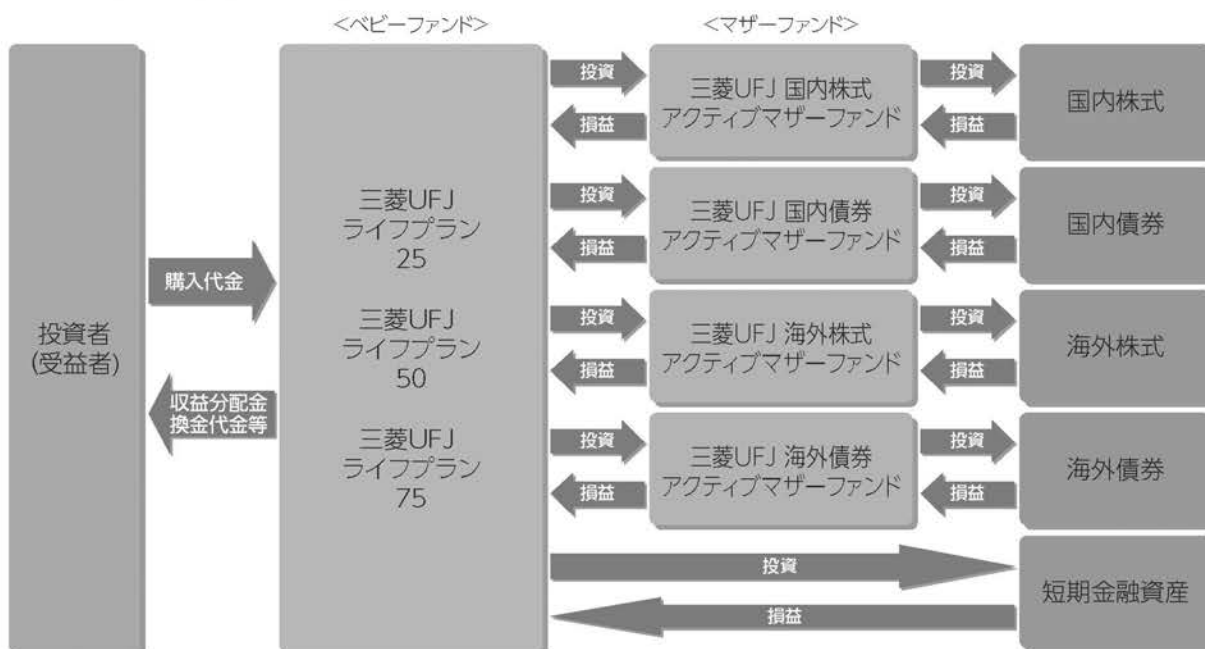 <ベビーファンド>
<マザーファンド>
投資者
(受益者)
購入代金
収益分配金
換金代金等
三菱UFJ
ライフプラン
25
三菱UFJ
ライフプラン
50
三菱UFJ
ライフプラン
75
投資
損益
三菱UFJ 国内株式
アクティブマザーファンド
投資
損益
国内株式
投資
損益
三菱UFJ 国内債券
アクティブマザーファンド
投資
損益
国内債券
投資
損益
三菱UFJ 海外株式
アクティブマザーファンド
投資
損益
海外株式
投資
損益
三菱UFJ 海外債券
アクティブマザーファンド
投資
損益
海外債券
投資
損益
短期金融資産